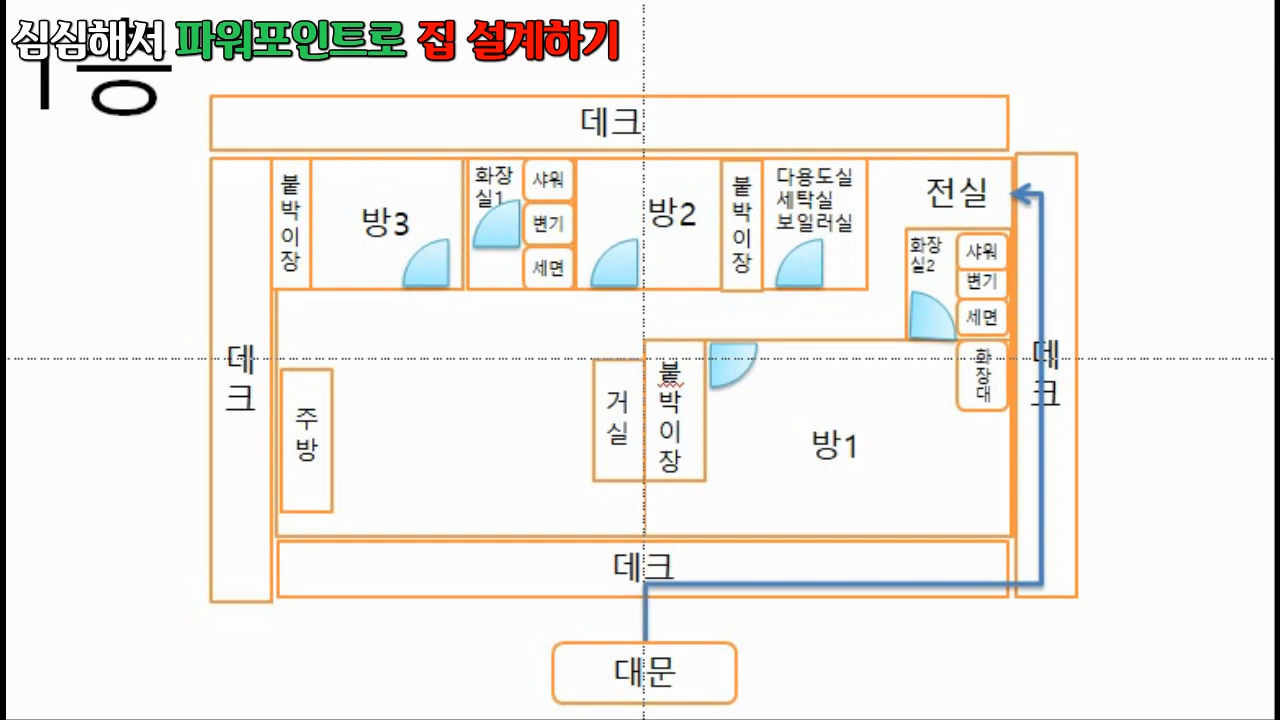 심심해서 파워포인트로 집 설계하기
1층
데크
붙박이장
방3
화장
실1
샤워
변기
세면
방2
붙박이장
다용도실
세탁실
보일러실
전실
화장
실2
샤워
변기
세면
데크
주방
거실
붙박이장
방1
화장대
데크
데크
대문